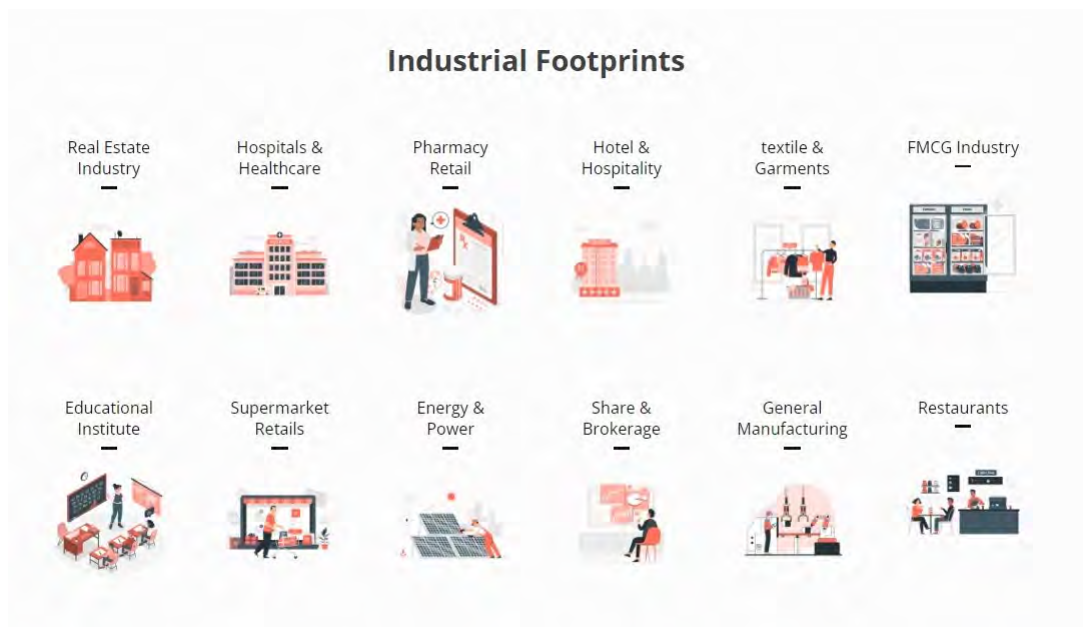 Industrial Footprints
Real Estate
Industry
Hospitals &
Healthcare
Pharmacy
Retail
Hotel &
Hospitality
textile &
Garments
FMCG Industry
Educational
Institute
Supermarket
Retails
Energy &
Power
Share &
Brokerage
General
Manufacturing
Restaurants